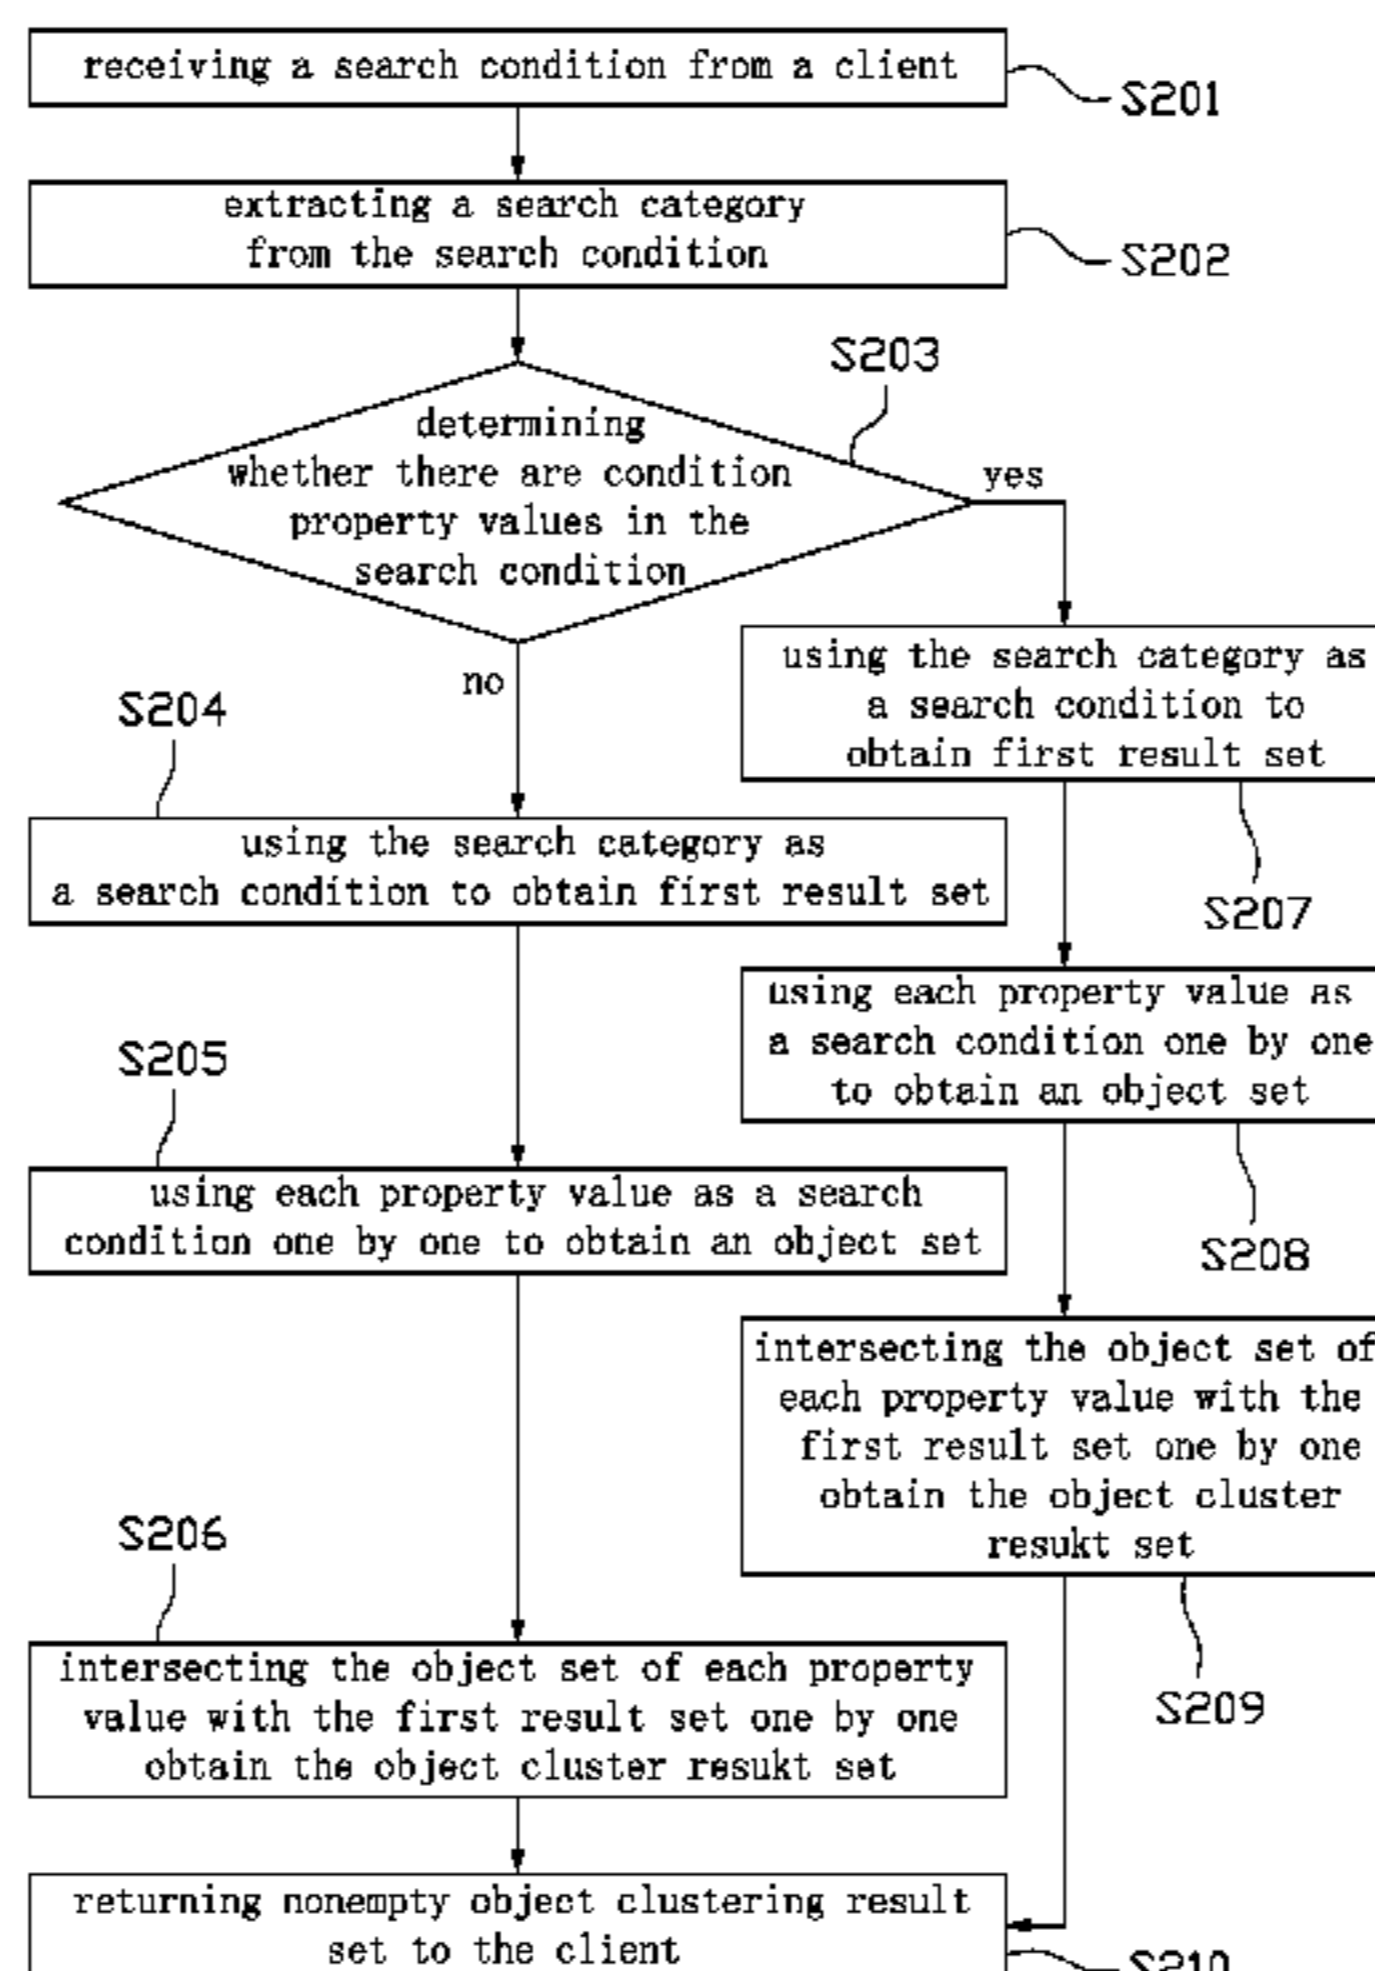 receiving a search condition from a client
S201
extracting a search category
from the search condition
S202
S203
determining
whether there are condition
property values in the
search condition
yes
no
using the search category as
a search condition to
obtain first result set
S207
S204
using the search category as
a search condition to obtain first result set
using each property value as
a search condition one by one
to obtain an object set
S208
S205
using each property value as a search
condition one by one to obtain an object set
intersecting the object set of
each property value with the
first result set one by one
obtain the object cluster
resukt set
S209
S206
intersecting the object set of each property
value with the first result set one by one
obtain the object cluster resukt set
returning nonempty object clustering result
set to the client
S210